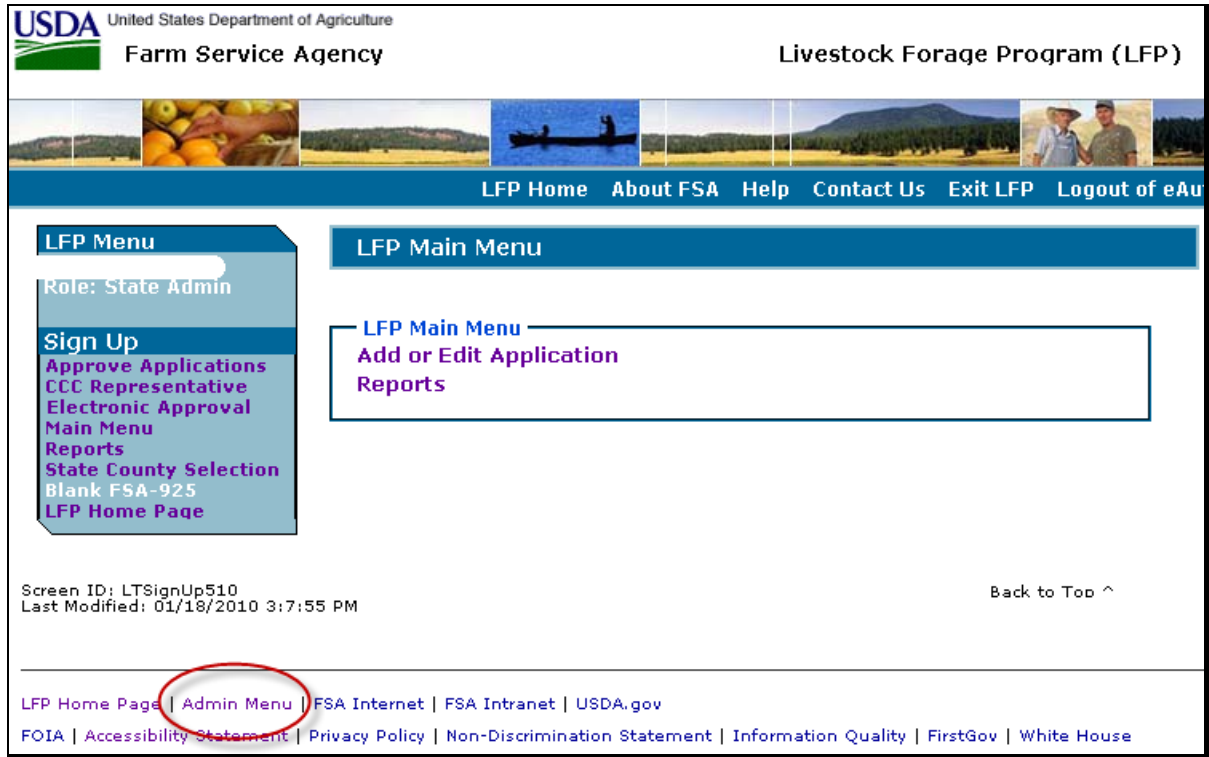 USDA United States Department of Agriculture
Farm Service Agency
Livestock Forage Program (LFP)
LFP Home About FSA Help Contact Us Exit LFP Logout of eAu
LFP Menu
Role: State Admin
Sign Up
Approve Applications
CCC Representative
Electronic Approval
Main Menu
Reports
State County Selection
Blank FSA-925
LFP Home Page
LFP Main Menu
LFP Main Menu
Add or Edit Application
Reports
Screen ID: LTSignUp510
Last Modified: 01/18/2010 3:7:55 PM
Back to Top ^
LFP Home Page | Admin Menu | FSA Internet | FSA Intranet | USDA.gov
FOIA | Accessibility Statement | Privacy Policy | Non-Discrimination Statement | Information Quality | FirstGov | White House